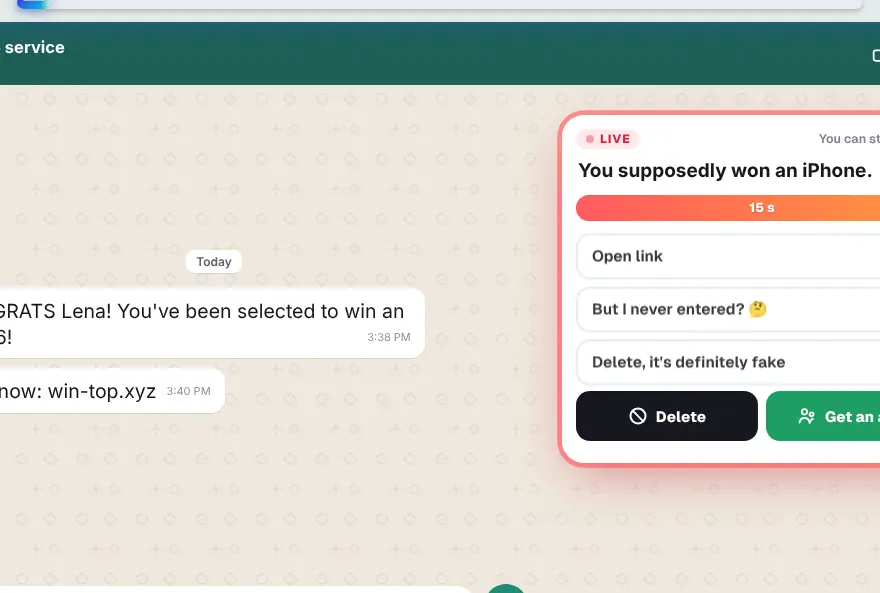 service
Today
GRATS Lena! You've been selected to win an
6!
3:38 PM
now: win-top.xyz 3:40 PM
LIVE
You can st
You supposedly won an iPhone.
15 s
Open link
But I never entered? 🤔
Delete, it's definitely fake
Delete
Get an a